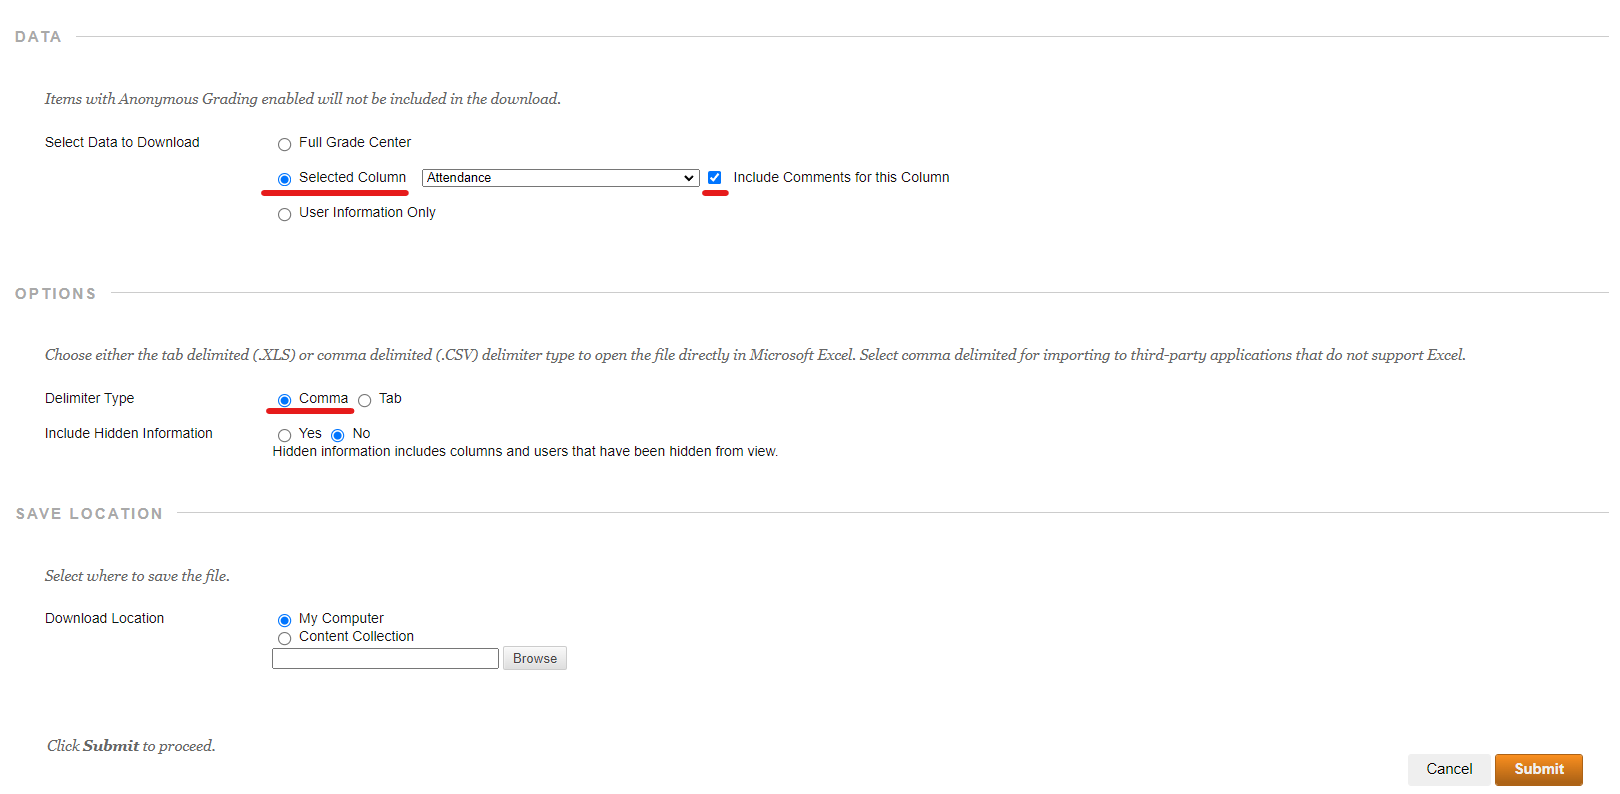 DATA
Items with Anonymous Grading enabled will not be included in the download.
Select Data to Download
Full Grade Center
Selected Column Attendance Include Comments for this Column
User Information Only
OPTIONS
Choose either the tab delimited (.XLS) or comma delimited (.CSV) delimiter type to open the file directly in Microsoft Excel. Select comma delimited for importing to third-party applications that do not support Excel.
Delimiter Type Comma Tab
Include Hidden Information Yes No
Hidden information includes columns and users that have been hidden from view.
SAVE LOCATION
Select where to save the file.
Download Location My Computer
Content Collection
Browse
Click Submit to proceed.
Cancel Submit